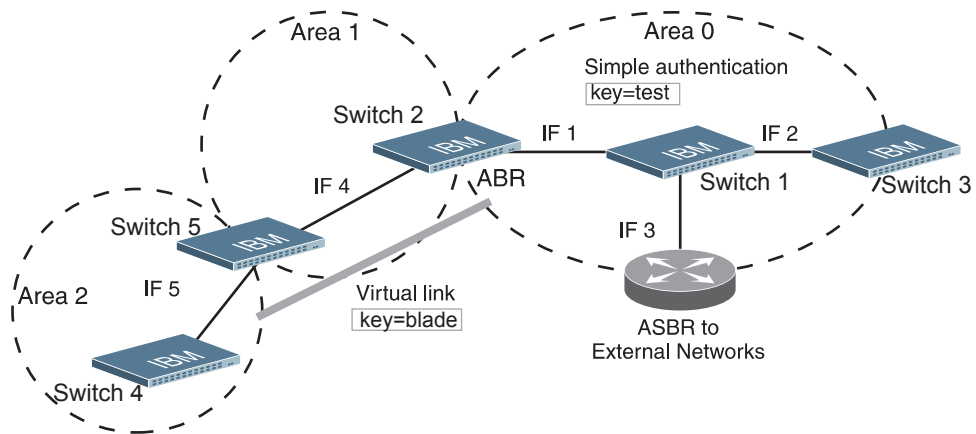 Area 1
Area 0
Simple authentication
key=test
Switch 2
IBM
IF 1
IBM
IF 2
IBM
ABR
Switch 1
Switch 3
IF 4
Switch 5
IBM
IF 3
Area 2
IF 5
Virtual link
key=blade
IBM
Switch 4
ASBR to
External Networks